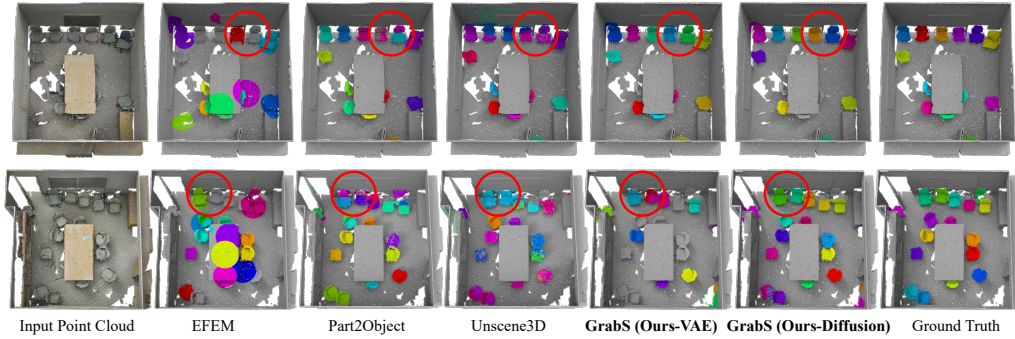 Input Point Cloud
EFEM
Part2Object
Unscene3D
GrabS (Ours-VAE)
GrabS (Ours-Diffusion)
Ground Truth